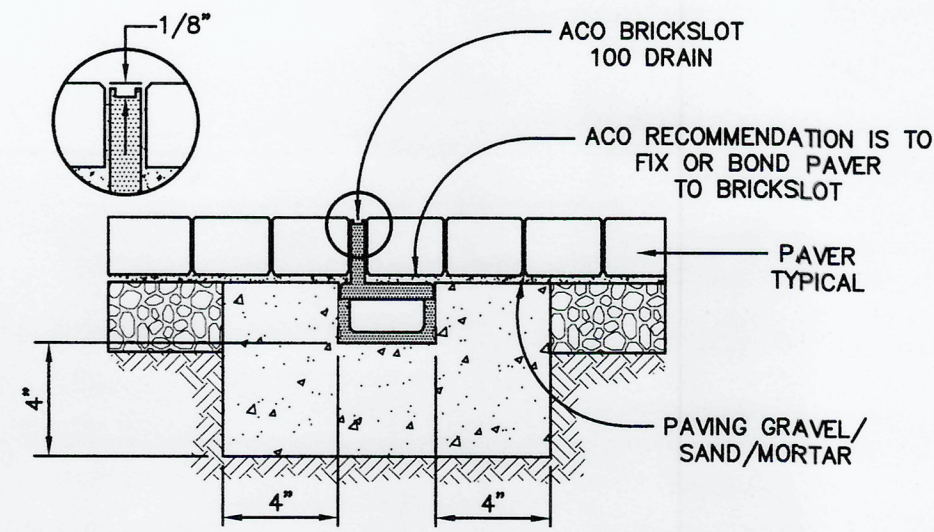 1/8"
ACO BRICKSLOT
100 DRAIN
ACO RECOMMENDATION IS TO
FIX OR BOND PAVER
TO BRICKSLOT
PAVER
TYPICAL
4"
PAVING GRAVEL/
SAND/MORTAR
4"
4"